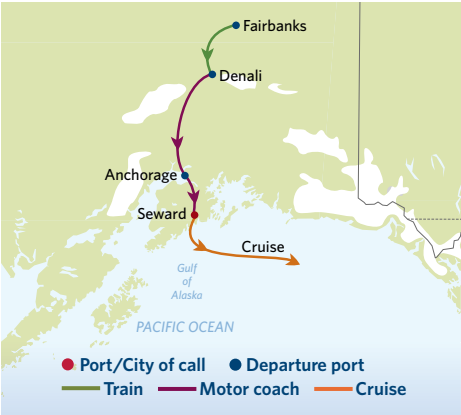 Fairbanks
Denali
Anchorage
Seward
Cruise
Gulf
of
Alaska
PACIFIC OCEAN
Port/City of call Departure port
Train Motor coach Cruise